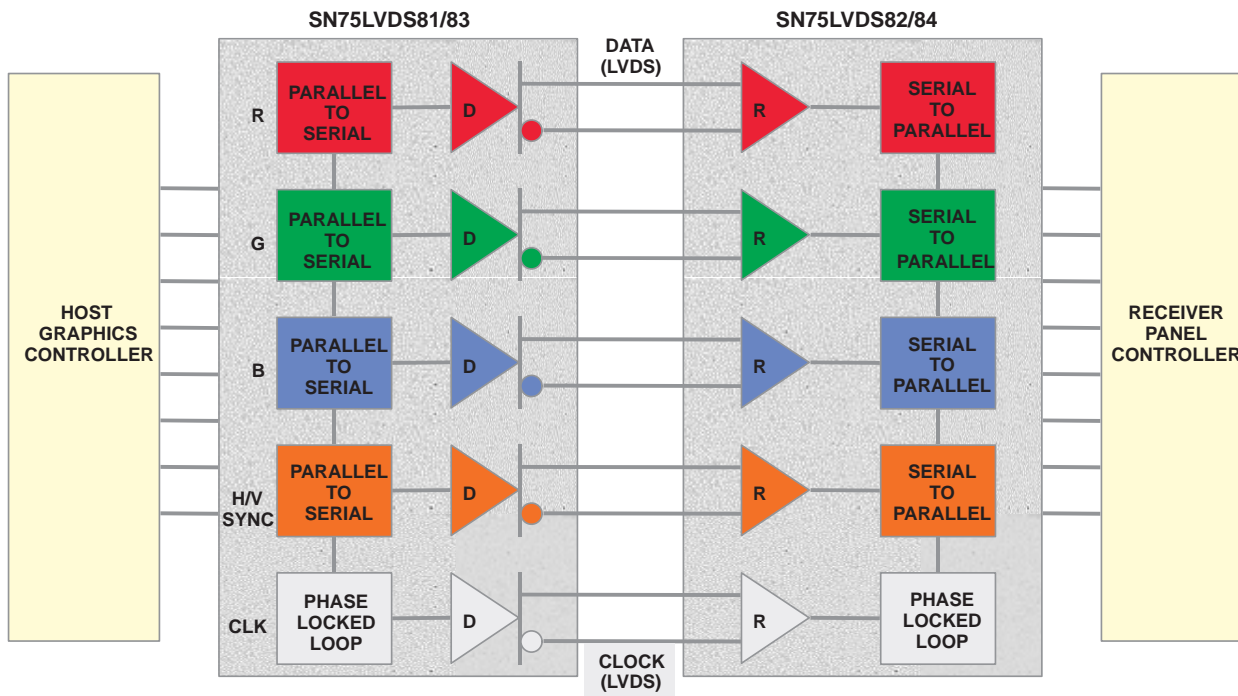 SN75LVDS81/83
SN75LVDS82/84
DATA
(LVDS)
HOST
GRAPHICS
CONTROLLER
R
PARALLEL
TO
SERIAL
D
R
SERIAL
TO
PARALLEL
G
PARALLEL
TO
SERIAL
D
R
SERIAL
TO
PARALLEL
B
PARALLEL
TO
SERIAL
D
R
SERIAL
TO
PARALLEL
H/V
SYNC
PARALLEL
TO
SERIAL
D
R
SERIAL
TO
PARALLEL
CLK
PHASE
LOCKED
LOOP
D
R
PHASE
LOCKED
LOOP
CLOCK
(LVDS)
RECEIVER
PANEL
CONTROLLER